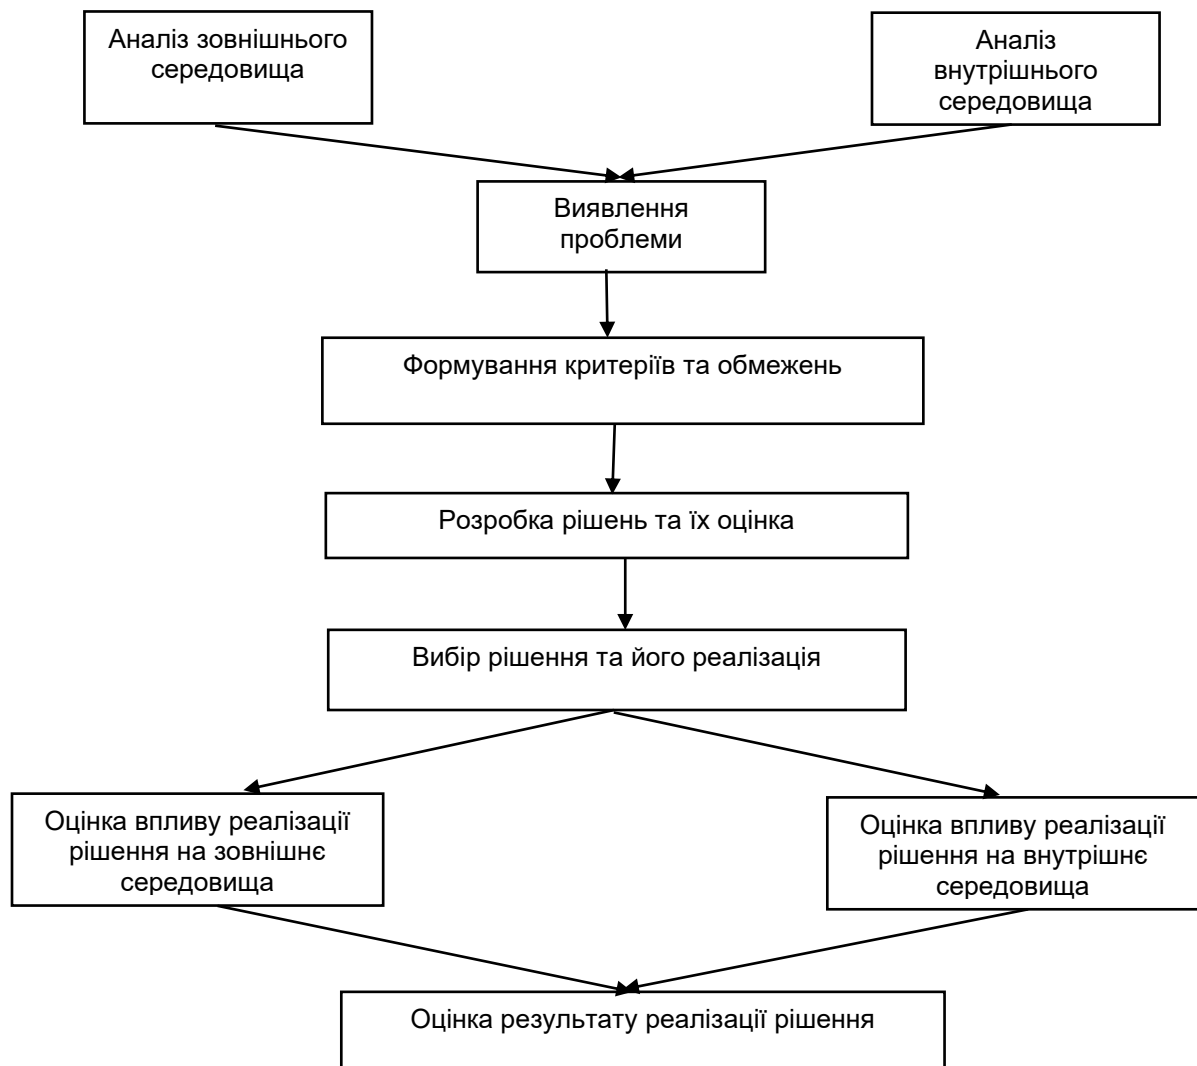 Аналіз зовнішнього
середовища
Аналіз
внутрішнього
середовища
Виявлення
проблеми
Формування критеріїв та обмежень
Розробка рішень та їх оцінка
Вибір рішення та його реалізація
Оцінка впливу реалізації
рішення на зовнішнє
середовища
Оцінка впливу реалізації
рішення на внутрішнє
середовища
Оцінка результату реалізації рішення